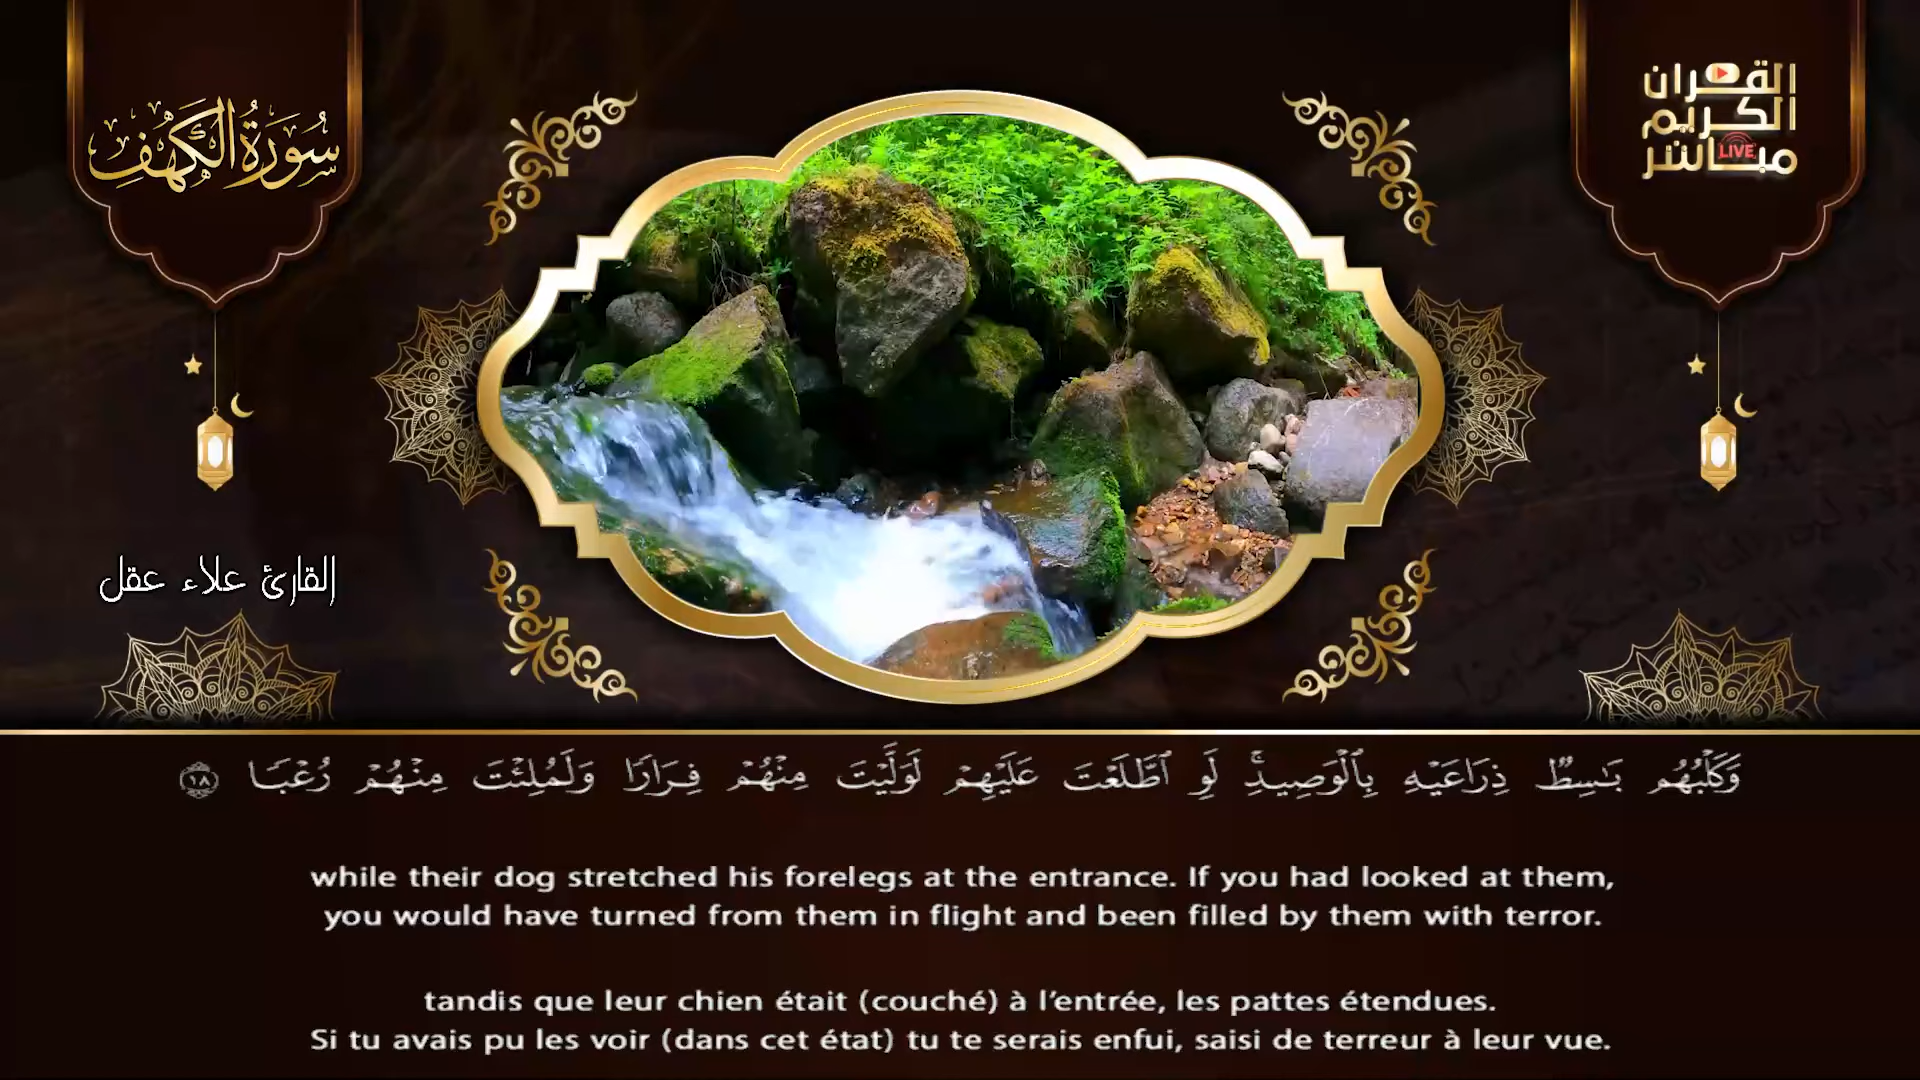 سُورَةُ الكَهْفِ
القرآن
الكريم
مباشر
LIVE
القارئ علاء عقل
وَكَلْبُهُم بَـٰسِطٌ ذِرَاعَيْهِ بِٱلْوَصِيدِ ۚ لَوِ ٱطَّلَعْتَ عَلَيْهِمْ لَوَلَّيْتَ مِنْهُمْ فِرَارًا وَلَمُلِئْتَ مِنْهُمْ رُعْبًا ١٨
while their dog stretched his forelegs at the entrance. If you had looked at them,
you would have turned from them in flight and been filled by them with terror.
tandis que leur chien était (couché) à l’entrée, les pattes étendues.
Si tu avais pu les voir (dans cet état) tu te serais enfui, saisi de terreur à leur vue.